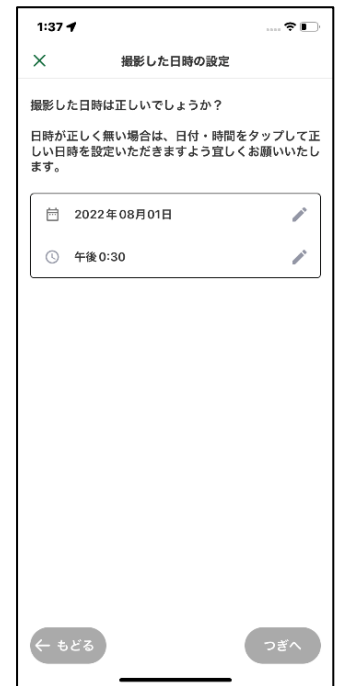 1:37
撮影した日時の設定
撮影した日時は正しいでしょうか？
日時が正しく無い場合は、日付・時間をタップして正
しい日時を設定いただきますよう宜しくお願いいたし
ます。
2022年08月01日
午後0:30
もどる
つぎへ